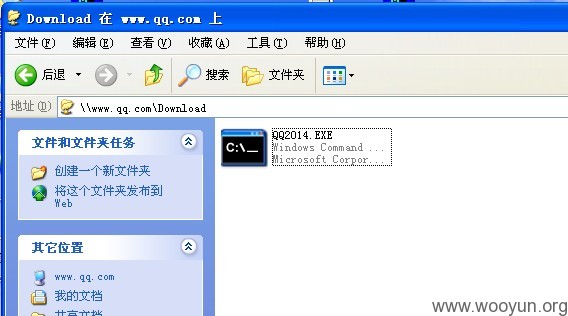 Download 在 www.qq.com 上
文件(F) 编辑(E) 查看(V) 收藏(A) 工具(T) 帮助(H)
后退 搜索 文件夹
地址(D) \\www.qq.com\Download
文件和文件夹任务
创建一个新文件夹
将这个文件夹发布到
Web
其它位置
www.qq.com
我的文档
共享文档
C:\_
QQ2014.EXE
Windows Command ...
Microsoft Corpor...
www.wooyun.org